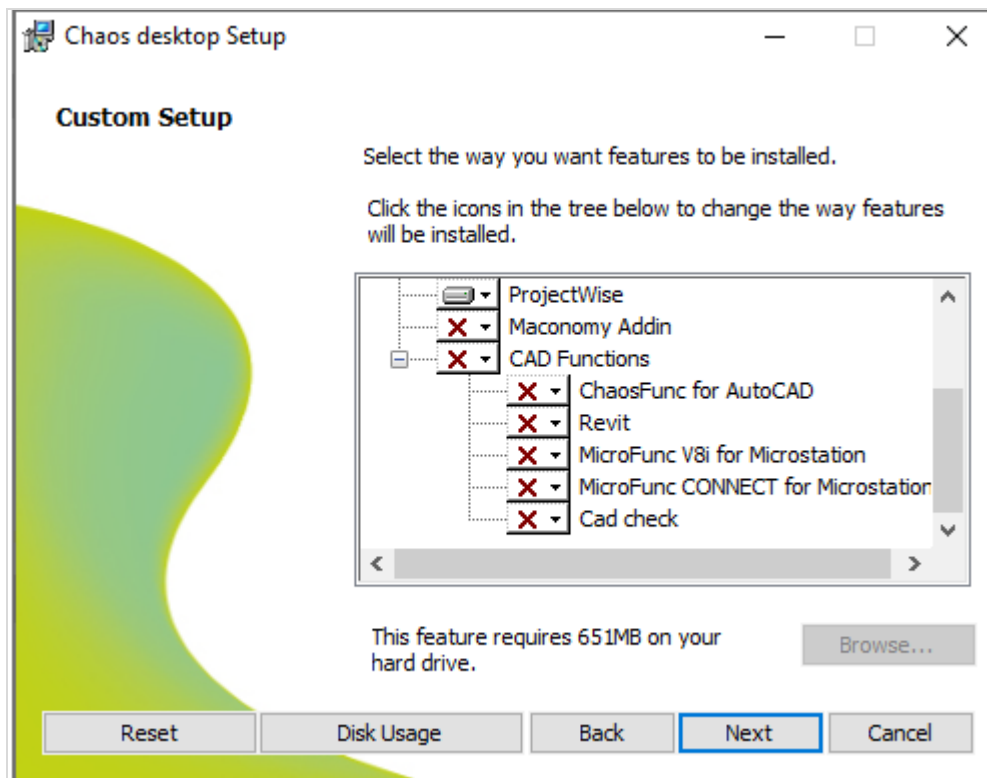 Chaos desktop Setup
Custom Setup
Select the way you want features to be installed.
Click the icons in the tree below to change the way features
will be installed.
ProjectWise
Maconomy Addin
CAD Functions
ChaosFunc for AutoCAD
Revit
MicroFunc V8i for Microstation
MicroFunc CONNECT for Microstation
Cad check
This feature requires 651MB on your
hard drive.
Browse...
Reset
Disk Usage
Back
Next
Cancel